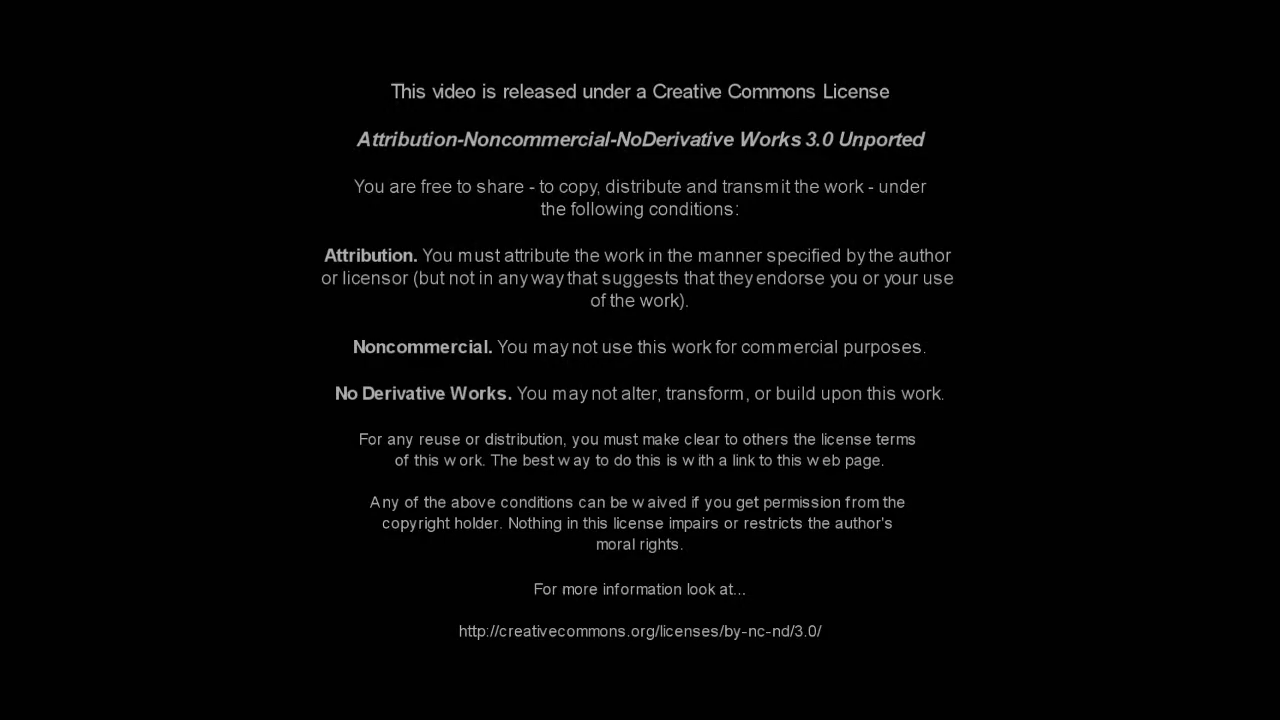 This video is released under a Creative Commons License
Attribution-Noncommercial-NoDerivative Works 3.0 Unported
You are free to share - to copy, distribute and transmit the work - under
the following conditions:
Attribution. You must attribute the work in the manner specified by the author
or licensor (but not in any way that suggests that they endorse you or your use
of the work).
Noncommercial. You may not use this work for commercial purposes.
No Derivative Works. You may not alter, transform, or build upon this work.
For any reuse or distribution, you must make clear to others the license terms
of this work. The best way to do this is with a link to this web page.
Any of the above conditions can be waived if you get permission from the
copyright holder. Nothing in this license impairs or restricts the author's
moral rights.
For more information look at...
http://creativecommons.org/licenses/by-nc-nd/3.0/